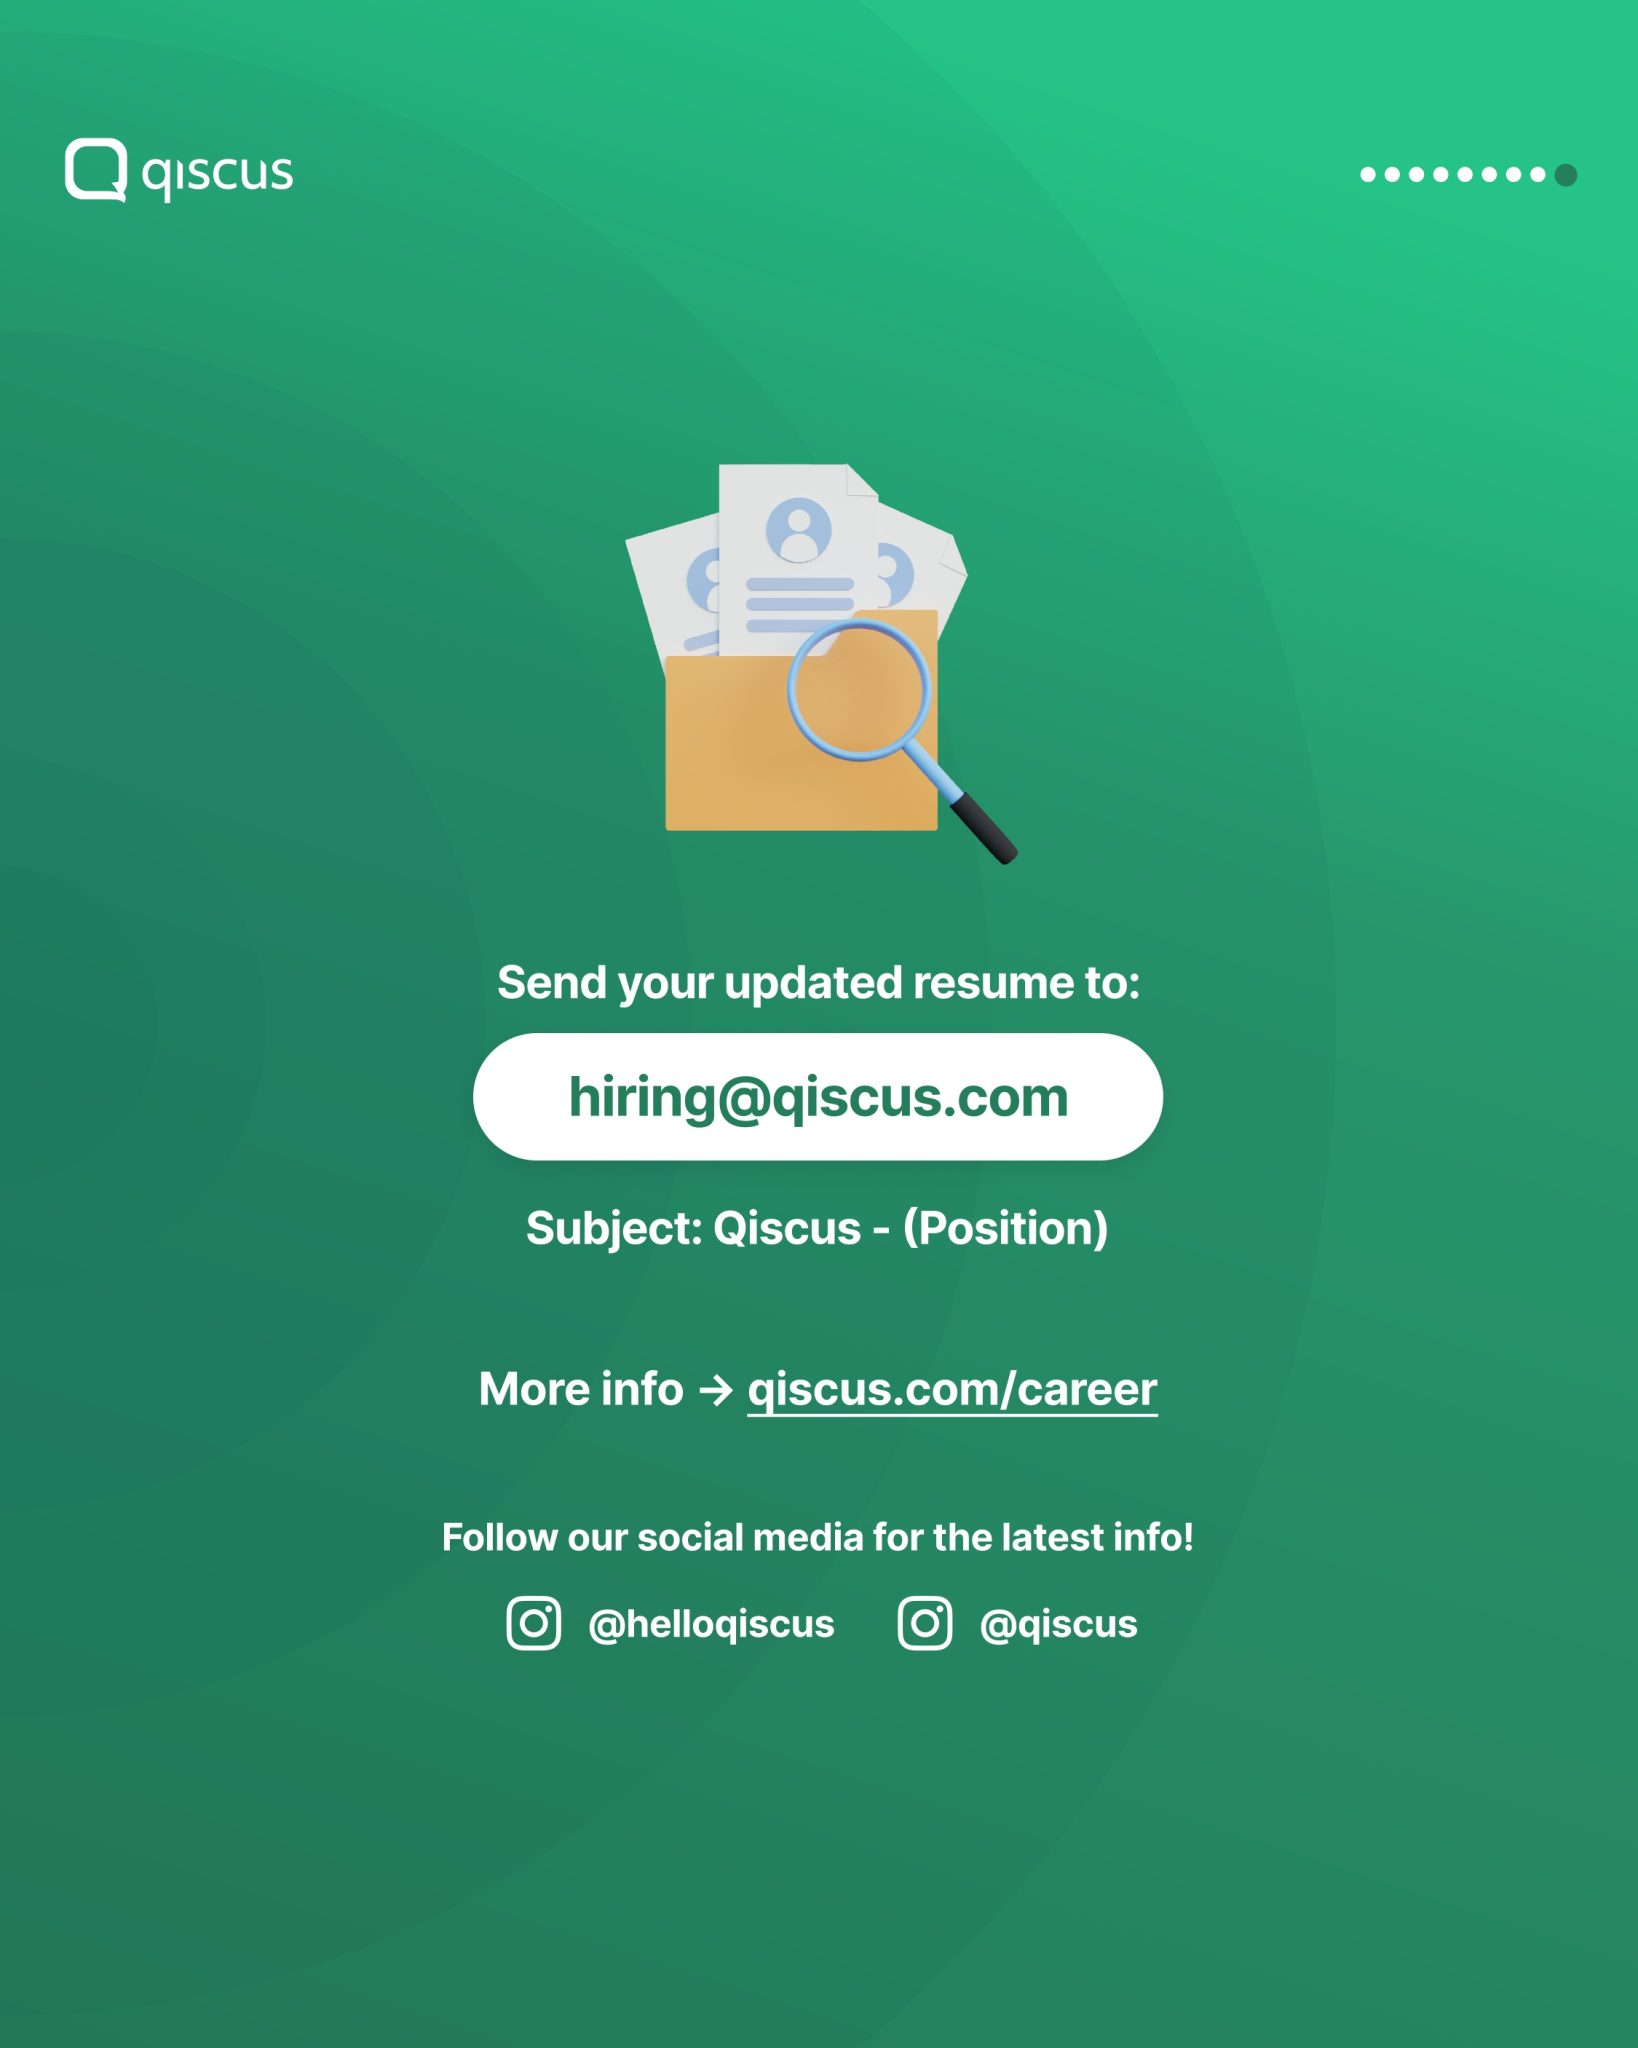 qiscus
Send your updated resume to:
hiring@qiscus.com
Subject: Qiscus - (Position)
More info → qiscus.com/career
Follow our social media for the latest info!
@helloqiscus @qiscus